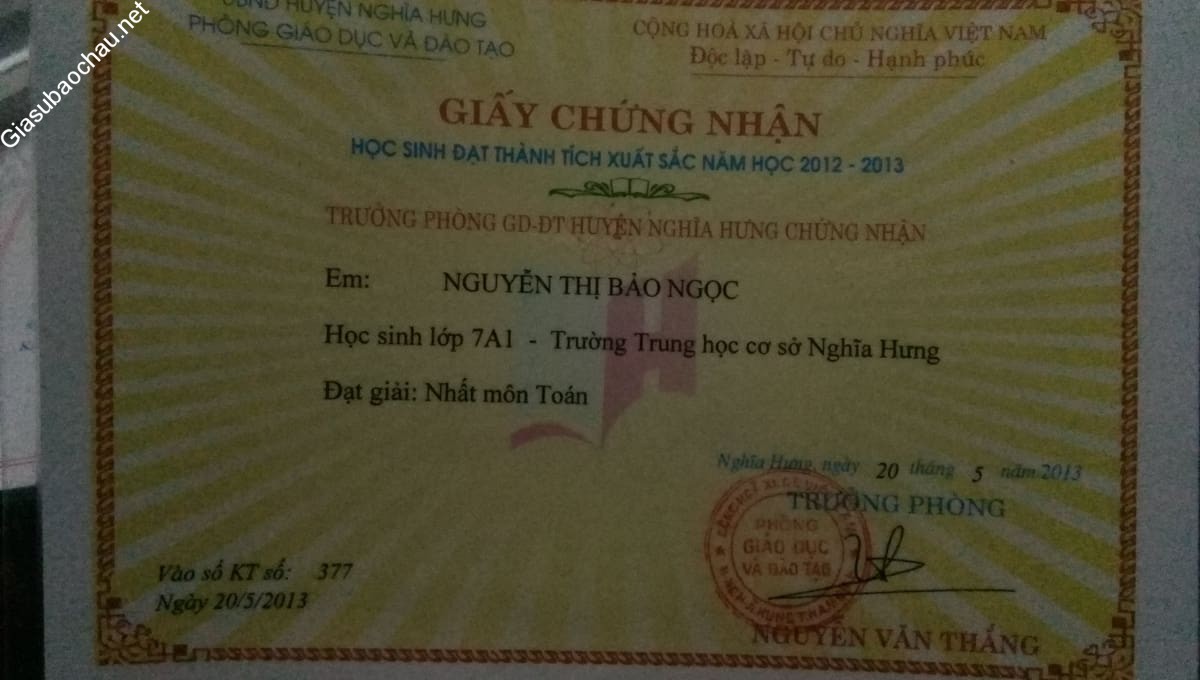 Giasubaochau.net
UBND HUYỆN NGHĨA HƯNG
PHÒNG GIÁO DỤC VÀ ĐÀO TẠO
CỘNG HOÀ XÃ HỘI CHỦ NGHĨA VIỆT NAM
Độc lập - Tự do - Hạnh phúc
GIẤY CHỨNG NHẬN
HỌC SINH ĐẠT THÀNH TÍCH XUẤT SẮC NĂM HỌC 2012 - 2013
TRƯỞNG PHÒNG GD-ĐT HUYỆN NGHĨA HƯNG CHỨNG NHẬN
Em: NGUYỄN THỊ BẢO NGỌC
Học sinh lớp 7A1 - Trường Trung học cơ sở Nghĩa Hưng
Đạt giải: Nhất môn Toán
Nghĩa Hưng, ngày 20 tháng 5 năm 2013
TRƯỞNG PHÒNG
PHÒNG
GIÁO DỤC
VÀ ĐÀO TẠO
Vào số KT số: 377
Ngày 20/5/2013
NGUYỄN VĂN THẮNG